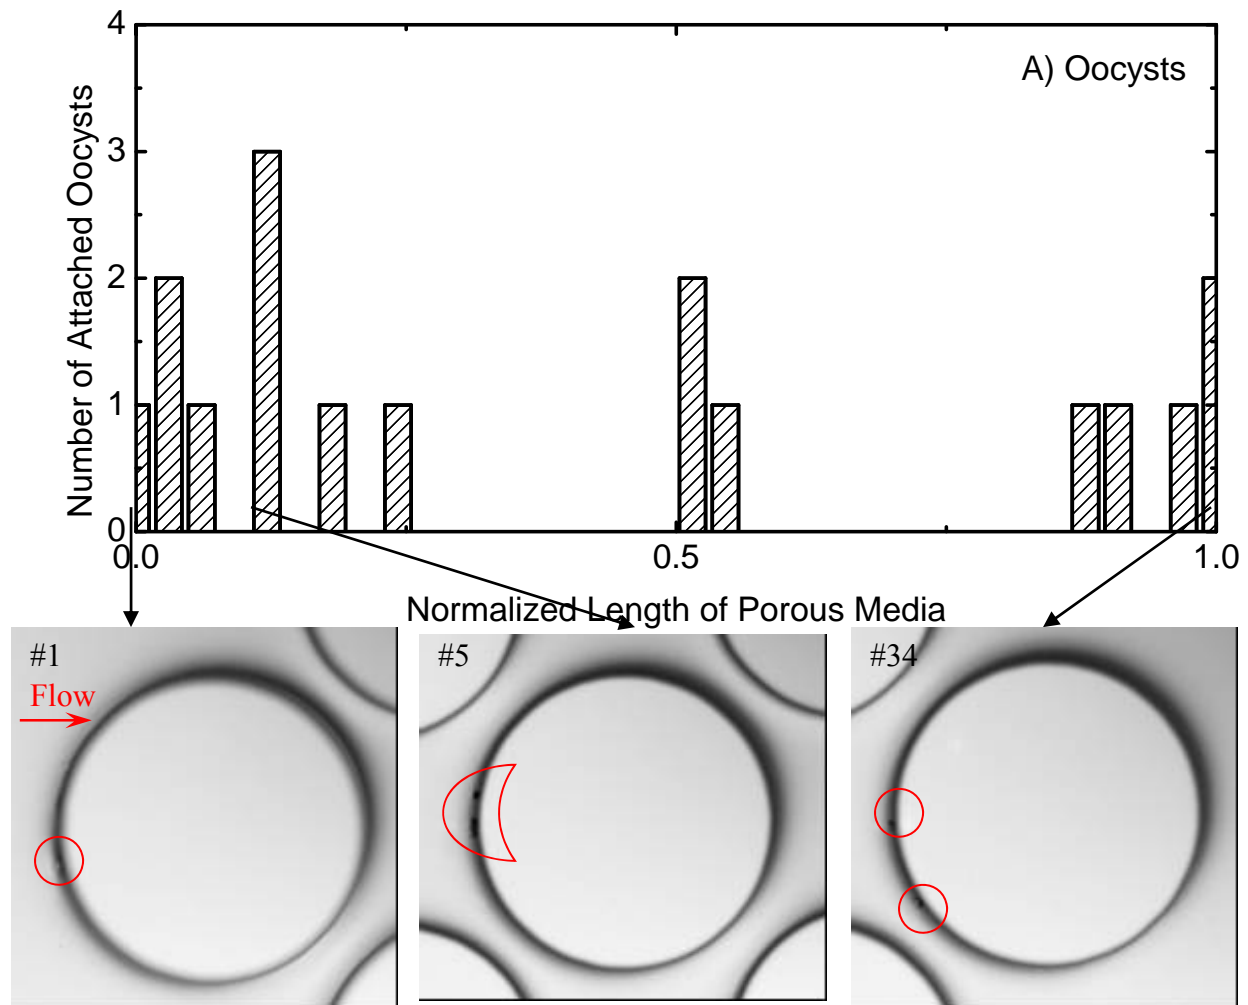 A) Oocysts
Number of Attached Oocysts
4
3
2
1
0
0.0
0.5
1.0
Normalized Length of Porous Media
#1
Flow
#5
#34